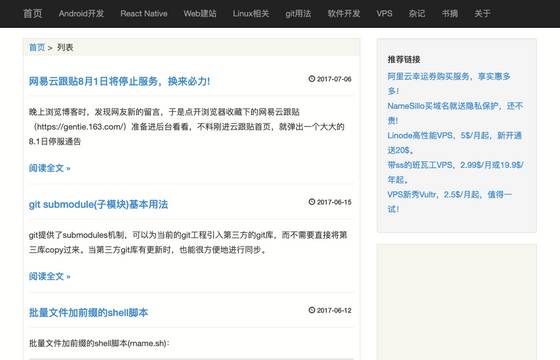 首页 Android开发 React Native Web建站 Linux相关 git用法 软件开发 VPS 杂记 书摘 关于
首页 > 列表
网易云跟贴8月1日将停止服务，换来必力!
2017-07-06
晚上浏览博客时，发现网友新的留言，于是点开浏览器收藏下的网易云跟贴
（https://gentie.163.com/）准备进后台看看，不料刚进云跟贴首页，就弹出一个大大的
8.1日停服通告
阅读全文 »
git submodule(子模块)基本用法
2017-06-15
git提供了submodules机制，可以为当前的git工程引入第三方的git库，而不需要直接将第
三库copy过来。当第三方git库有更新时，也能很方便地进行同步。
阅读全文 »
批量文件加前缀的shell脚本
2017-06-12
批量文件加前缀的shell脚本(rname.sh)：
推荐链接
阿里云幸运券购买服务，享实惠多
多！
NameSillo买域名就送隐私保护，还不
贵!
Linode高性能VPS，5$/月起，新开通
送20$。
带ss的班瓦工VPS，2.99$/月或19.9$/
年起。
VPS新秀Vultr，2.5$/月起，值得一
试！